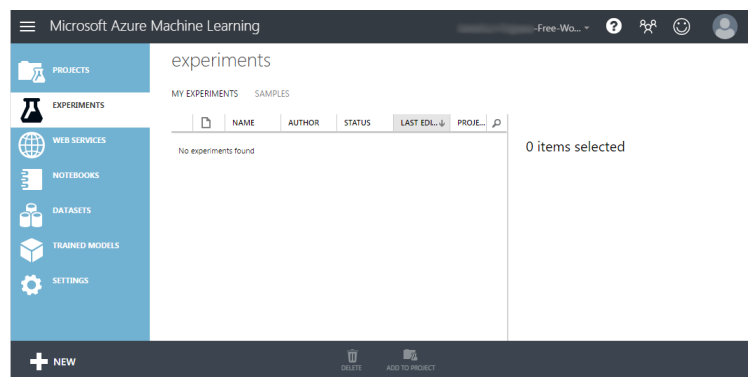 Microsoft Azure Machine Learning
-Free-Wo...
?
PROJECTS
EXPERIMENTS
WEB SERVICES
NOTEBOOKS
DATASETS
TRAINED MODELS
SETTINGS
experiments
MY EXPERIMENTS SAMPLES
NAME AUTHOR STATUS LAST EDI... PROJE...
No experiments found
0 items selected
NEW
DELETE ADD TO PROJECT